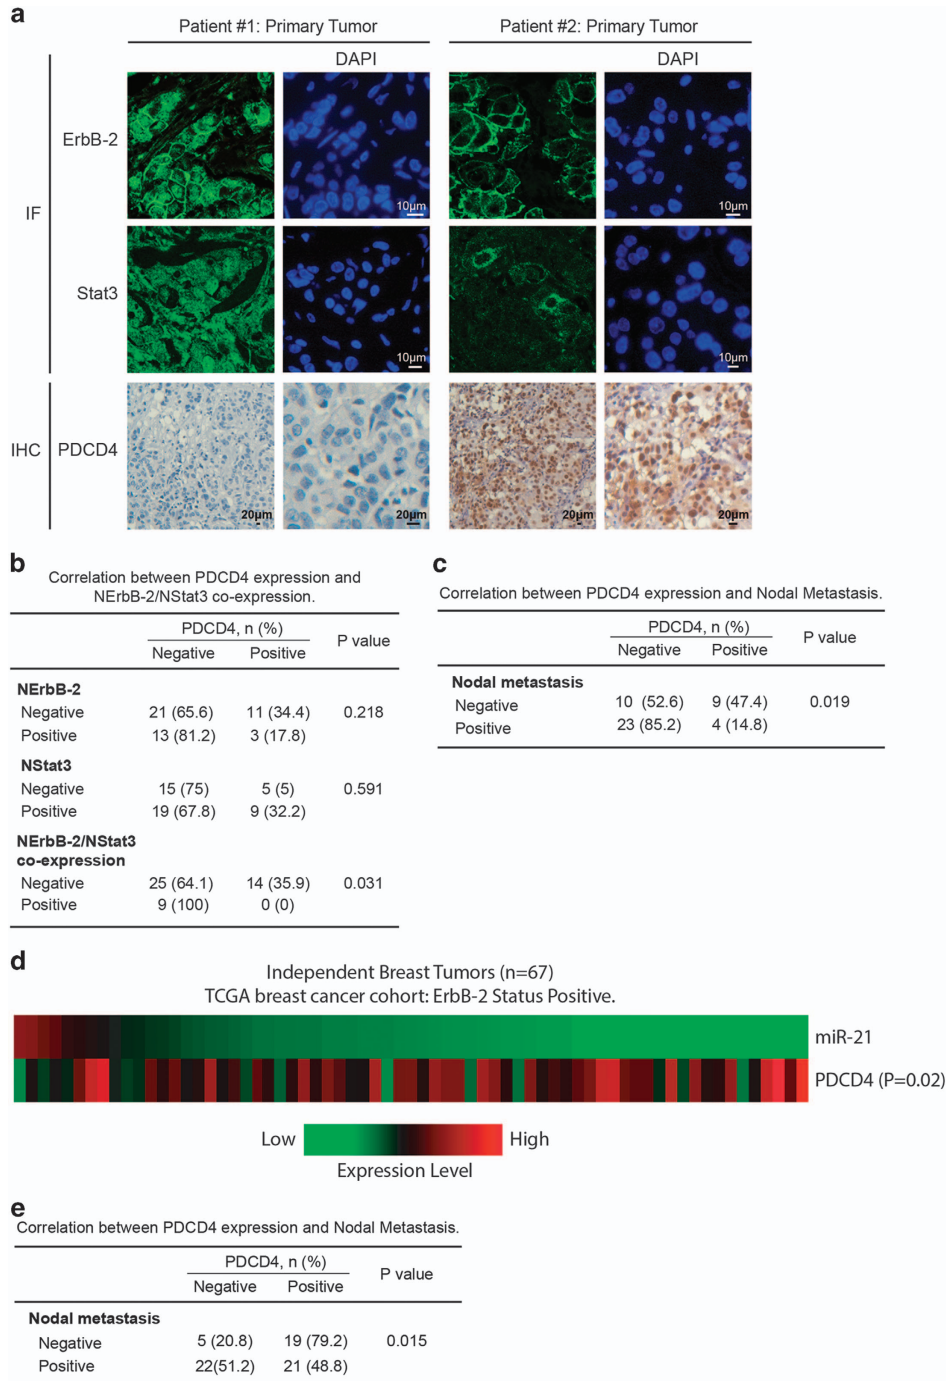 a
Patient #1: Primary Tumor
Patient #2: Primary Tumor
DAPI
DAPI
IF
ErbB-2
10µm
10µm
Stat3
10µm
10µm
IHC
PDCD4
20µm
20µm
20µm
20µm
b
Correlation between PDCD4 expression and
NErbB-2/NStat3 co-expression.
PDCD4, n (%)
P value
Negative Positive
NErbB-2
Negative 21 (65.6) 11 (34.4) 0.218
Positive 13 (81.2) 3 (17.8)
NStat3
Negative 15 (75) 5 (5) 0.591
Positive 19 (67.8) 9 (32.2)
NErbB-2/NStat3
co-expression
Negative 25 (64.1) 14 (35.9) 0.031
Positive 9 (100) 0 (0)
c
Correlation between PDCD4 expression and Nodal Metastasis.
PDCD4, n (%)
P value
Negative Positive
Nodal metastasis
Negative 10 (52.6) 9 (47.4) 0.019
Positive 23 (85.2) 4 (14.8)
d
Independent Breast Tumors (n=67)
TCGA breast cancer cohort: ErbB-2 Status Positive.
miR-21
PDCD4 (P=0.02)
Low High
Expression Level
e
Correlation between PDCD4 expression and Nodal Metastasis.
PDCD4, n (%)
P value
Negative Positive
Nodal metastasis
Negative 5 (20.8) 19 (79.2) 0.015
Positive 22(51.2) 21 (48.8)